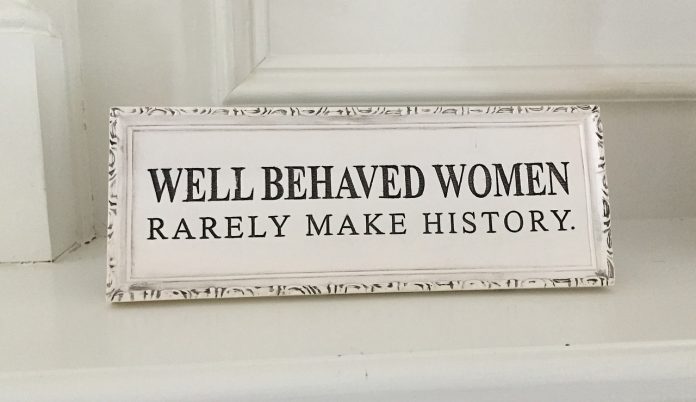 WELL BEHAVED WOMEN
RARELY MAKE HISTORY.